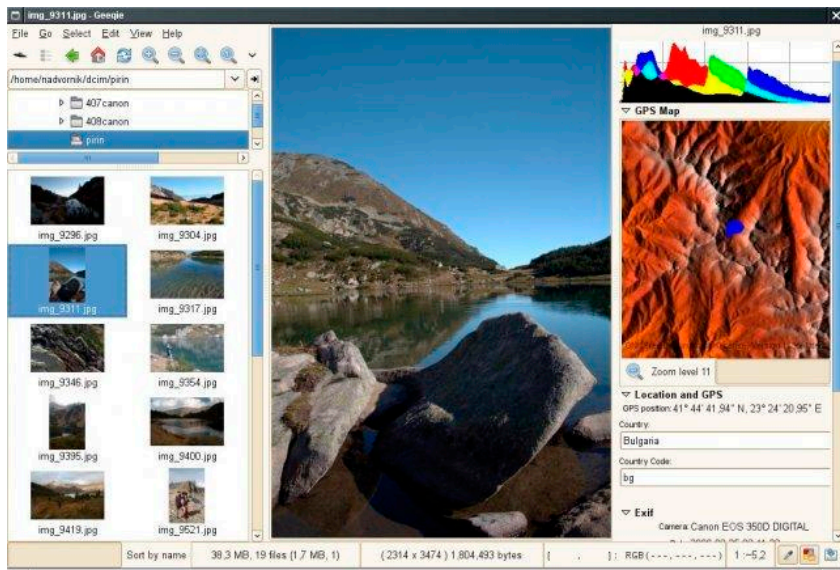 img_9311.jpg - Geeqie
File Go Select Edit View Help
/home/nadvornik/dcim/pirin
407canon
408canon
pirin
img_9296.jpg
img_9304.jpg
img_9311.jpg
img_9317.jpg
img_9346.jpg
img_9354.jpg
img_9395.jpg
img_9400.jpg
img_9419.jpg
img_9521.jpg
img_9311.jpg
GPS Map
Zoom level 11
Location and GPS
GPS position: 41° 44' 41,94" N, 23° 24' 20,95" E
Country:
Bulgaria
Country Code:
bg
Exif
Camera: Canon EOS 350D DIGITAL
Sort by name
38,3 MB, 19 files (1,7 MB, 1)
( 2314 x 3474 ) 1,804,493 bytes
[ , ]: RGB(---,---,---)
1 :-5,2